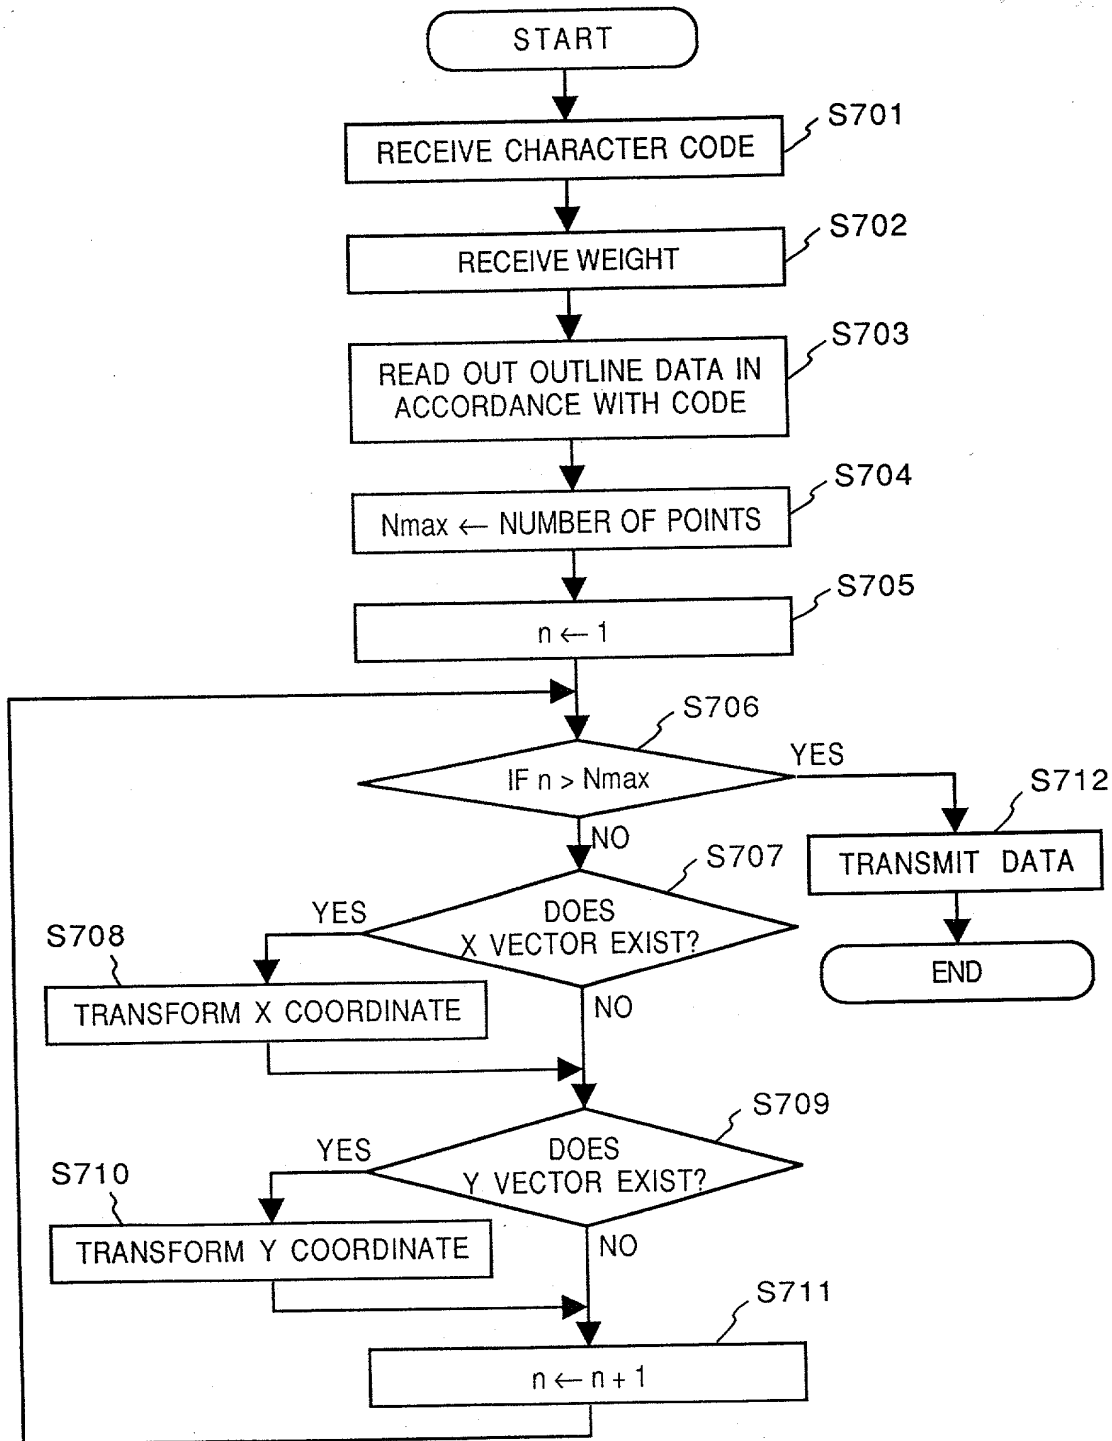 START
S701
RECEIVE CHARACTER CODE
S702
RECEIVE WEIGHT
S703
READ OUT OUTLINE DATA IN
ACCORDANCE WITH CODE
S704
Nmax ← NUMBER OF POINTS
S705
n ← 1
S706
IF n > Nmax
YES
NO
S712
TRANSMIT DATA
END
S707
DOES
X VECTOR EXIST?
YES
NO
S708
TRANSFORM X COORDINATE
S709
DOES
Y VECTOR EXIST?
YES
NO
S710
TRANSFORM Y COORDINATE
S711
n ← n + 1